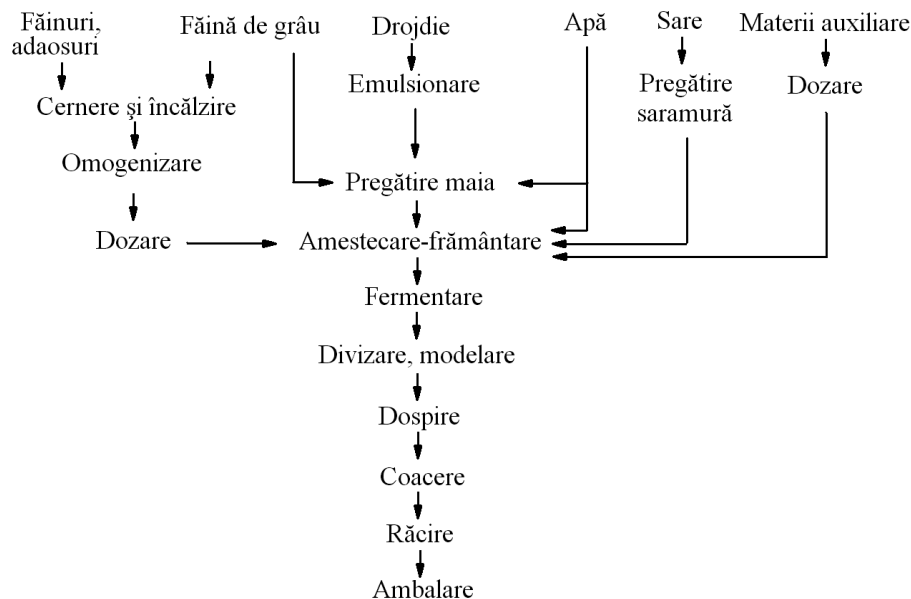 Făinuri,
adaosuri
Făină de grâu
Drojdie
Apă
Sare
Materii auxiliare
Cernere şi încălzire
Emulsionare
Pregătire
saramură
Dozare
Omogenizare
Pregătire maia
Dozare
Amestecare-frământare
Fermentare
Divizare, modelare
Dospire
Coacere
Răcire
Ambalare